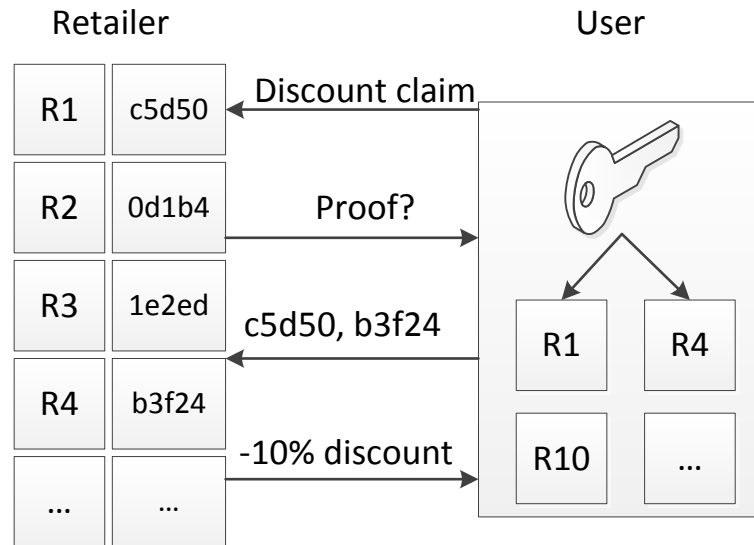 Retailer
User
R1 c5d50
Discount claim
R2 0d1b4
Proof?
R3 1e2ed
c5d50, b3f24
R1 R4
R4 b3f24
-10% discount
R10 ...
... ...